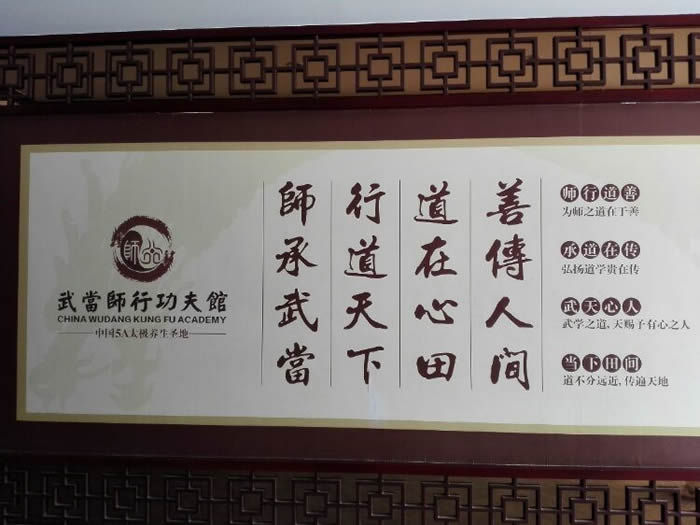 師行
武當師行功夫館
CHINA WUDANG KUNG FU ACADEMY
中国5A太极养生圣地
師承武當
行道天下
道在心田
善傳人间
师行道善
为师之道在于善
承道在传
弘扬道学贵在传
武天心人
武学之道,天赐予有心之人
当下田间
道不分远近,传遍天地